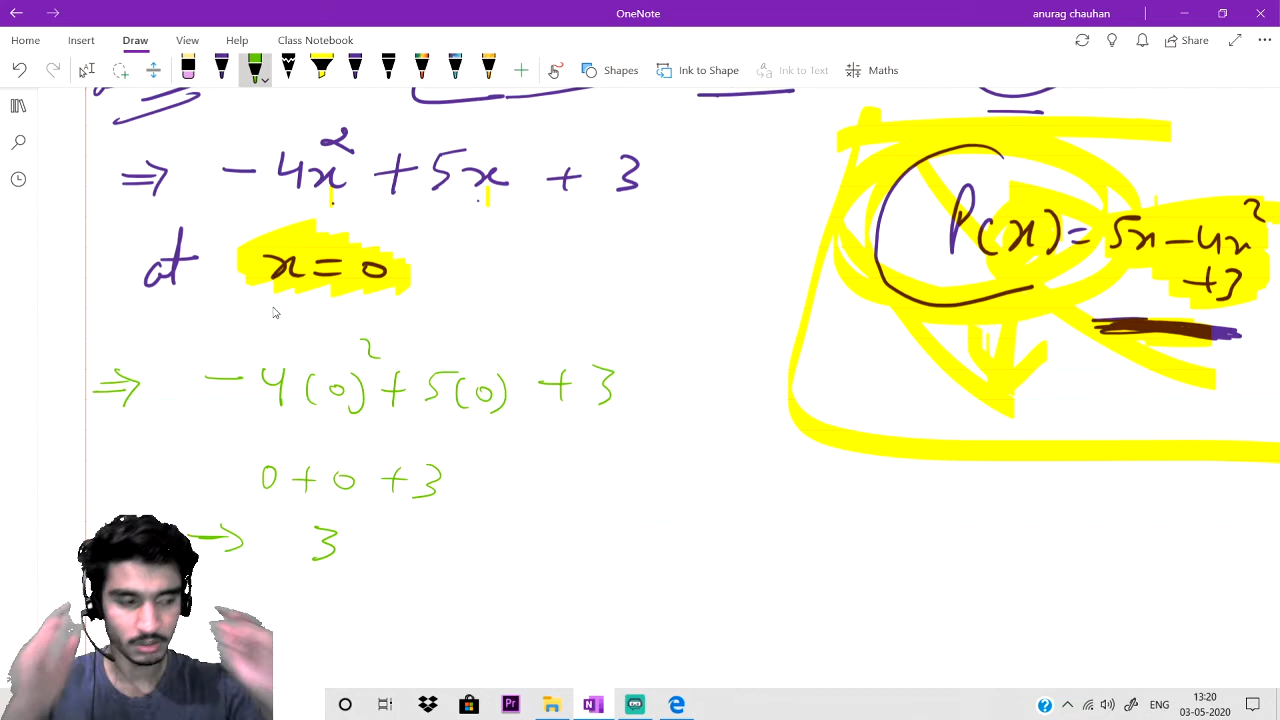 OneNote
anurag chauhan
Home Insert Draw View Help Class Notebook
Share
Shapes Ink to Shape Ink to Text Maths
⇒ -4x² + 5x + 3
at x = 0
P(x) = 5x - 4x²
+3
⇒ -4(0)² + 5(0) + 3
0 + 0 + 3
→ 3
Pr
N
ENG
13:20
03-05-2020